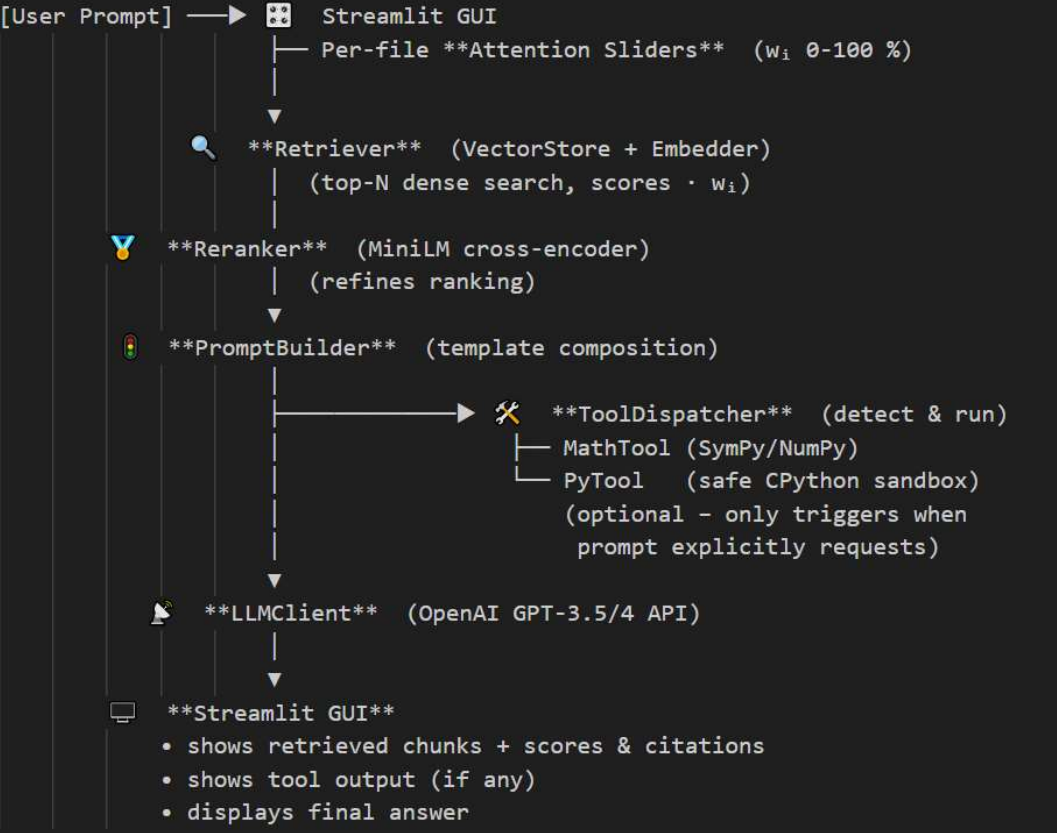 [User Prompt] ──▶ 🎛️ Streamlit GUI
├── Per-file **Attention Sliders** (wᵢ 0-100 %)
│
▼
🔍 **Retriever** (VectorStore + Embedder)
│ (top-N dense search, scores · wᵢ)
│
🏅 **Reranker** (MiniLM cross-encoder)
│ (refines ranking)
▼
🚦 **PromptBuilder** (template composition)
│
├──────────▶ 🛠️ **ToolDispatcher** (detect & run)
│ ├── MathTool (SymPy/NumPy)
│ └── PyTool (safe CPython sandbox)
│ (optional – only triggers when
│ prompt explicitly requests)
▼
📡 **LLMClient** (OpenAI GPT-3.5/4 API)
│
▼
🖥️ **Streamlit GUI**
• shows retrieved chunks + scores & citations
• shows tool output (if any)
• displays final answer